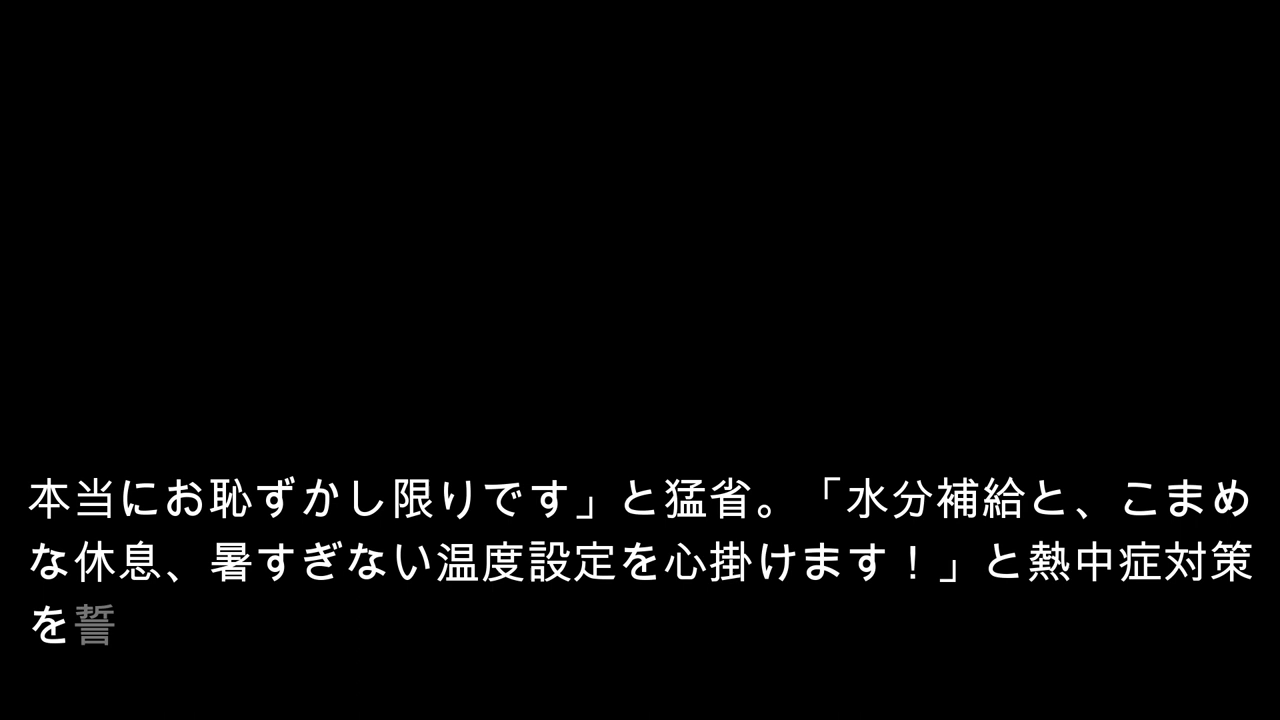 本当にお恥ずかし限りです」と猛省。「水分補給と、こまめ
な休息、暑すぎない温度設定を心掛けます！」と熱中症対策
を誓